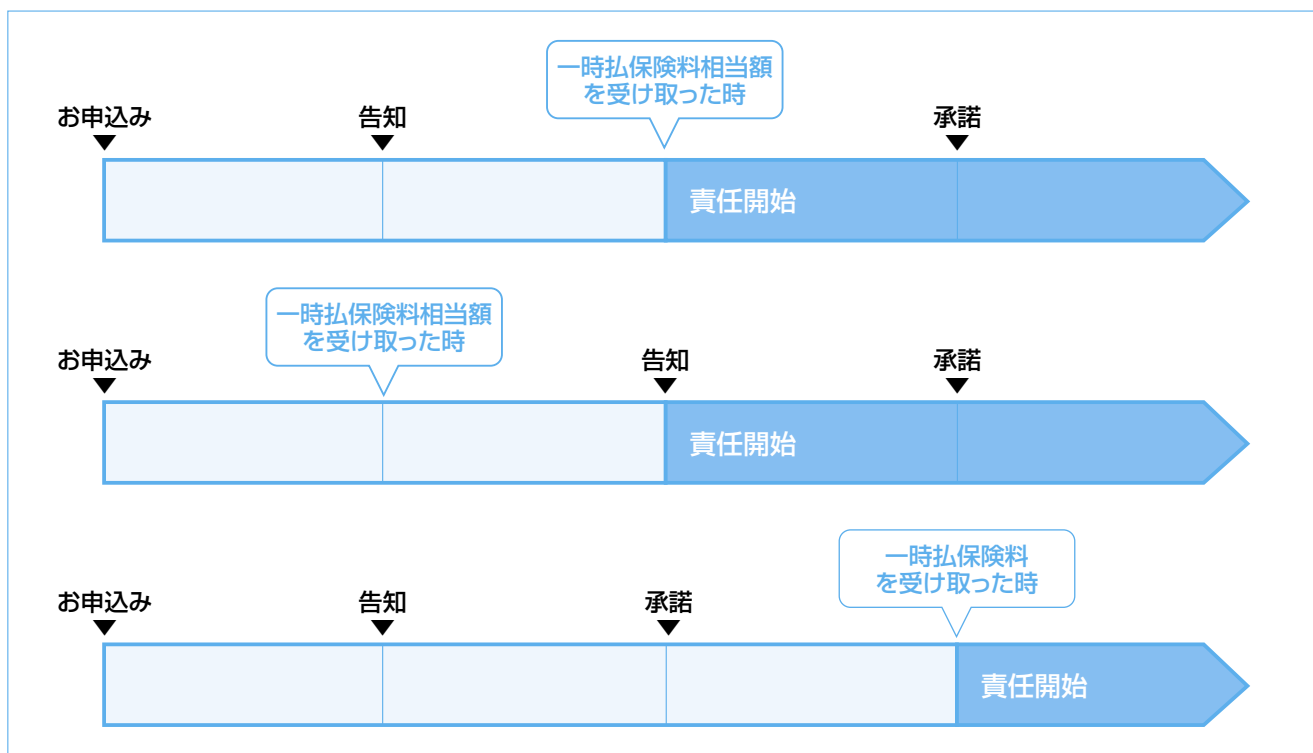 一時払保険料相当額
を受け取った時
お申込み
告知
承諾
責任開始
一時払保険料相当額
を受け取った時
お申込み
告知
承諾
責任開始
一時払保険料
を受け取った時
お申込み
告知
承諾
責任開始